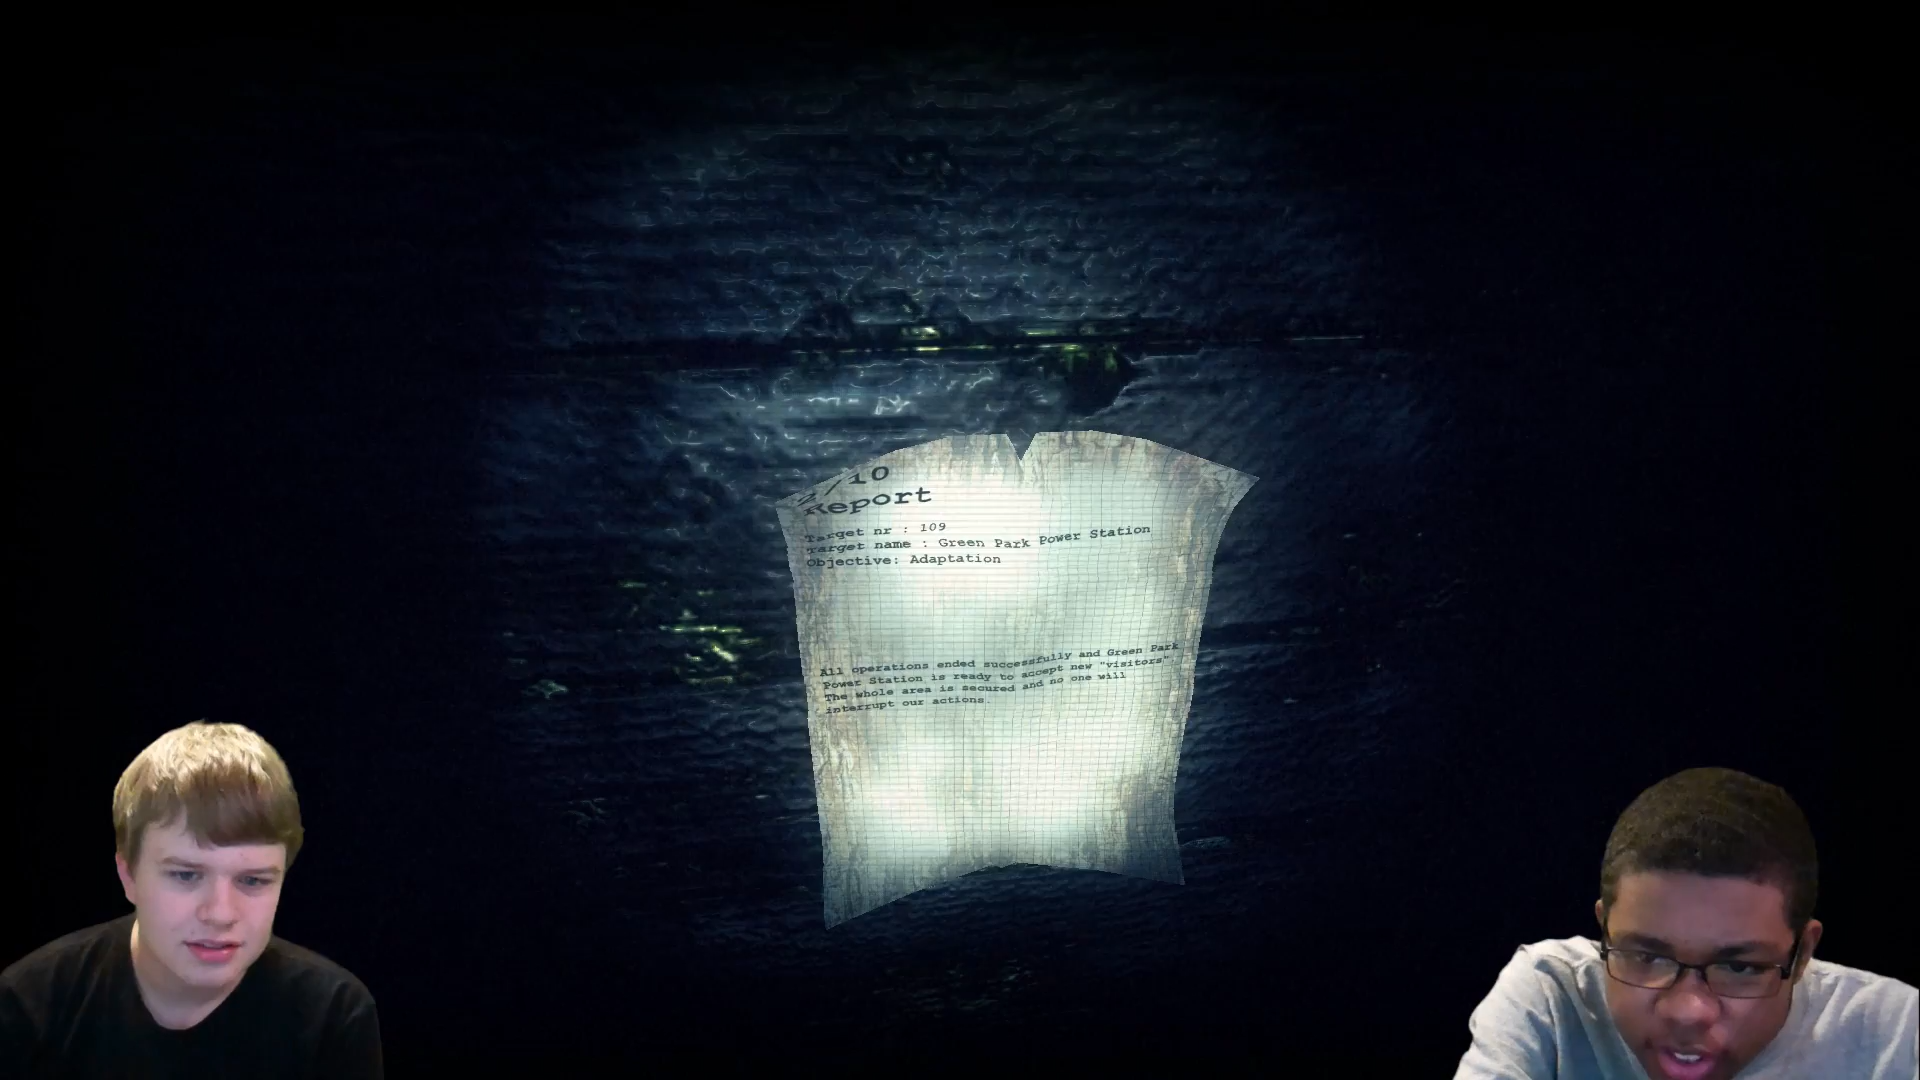 2/10
Report
Target nr : 109
Target name : Green Park Power Station
Objective: Adaptation
All operations ended successfully and Green Park
Power Station is ready to accept new "visitors"
The whole area is secured and no one will
interrupt our actions.